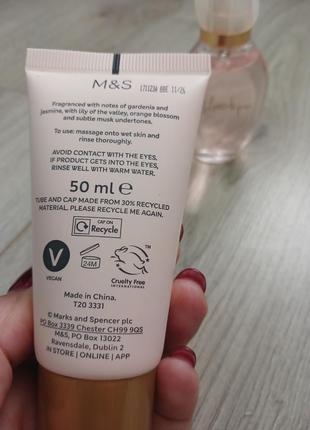 M&S
Fragranced with notes of gardenia and
jasmine, with lily of the valley, orange blossom
and subtle musk undertones.
To use: massage onto wet skin and
rinse thoroughly.
AVOID CONTACT WITH THE EYES,
IF PRODUCT GETS INTO THE EYES,
RINSE WELL WITH WARM WATER.
50 ml e
TUBE AND CAP MADE FROM 30% RECYCLED
MATERIAL. PLEASE RECYCLE ME AGAIN.
CAP ON
Recycle
V
VEGAN
24M
Cruelty Free
INTERNATIONAL
Made in China.
T20 3331
© Marks and Spencer plc
PO Box 3339 Chester CH99 9QS
M&S, PO Box 13022
Ravensdale, Dublin 2
IN STORE | ONLINE | APP